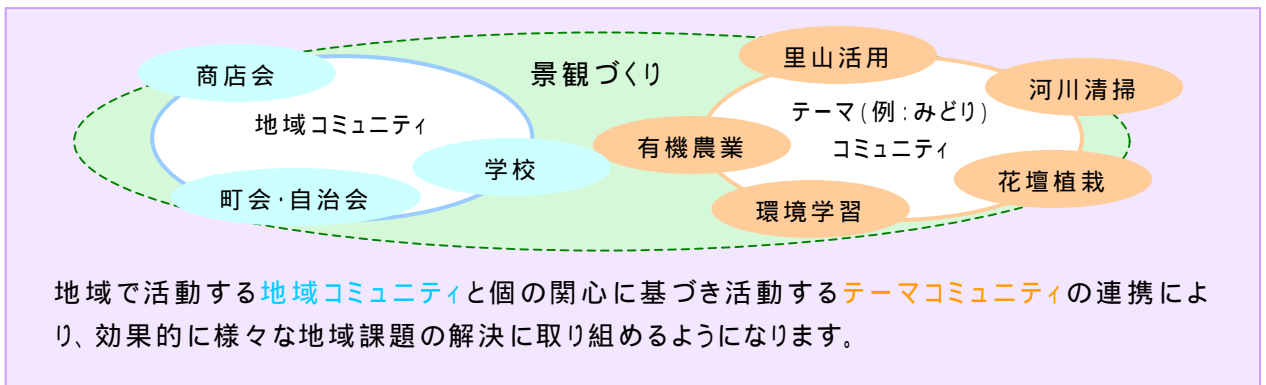 景観づくり
商店会
地域コミュニティ
学校
町会・自治会
里山活用
河川清掃
テーマ(例:みどり)
コミュニティ
有機農業
花壇植栽
環境学習
地域で活動する地域コミュニティと個の関心に基づき活動するテーマコミュニティの連携によ
り、効果的に様々な地域課題の解決に取り組めるようになります。